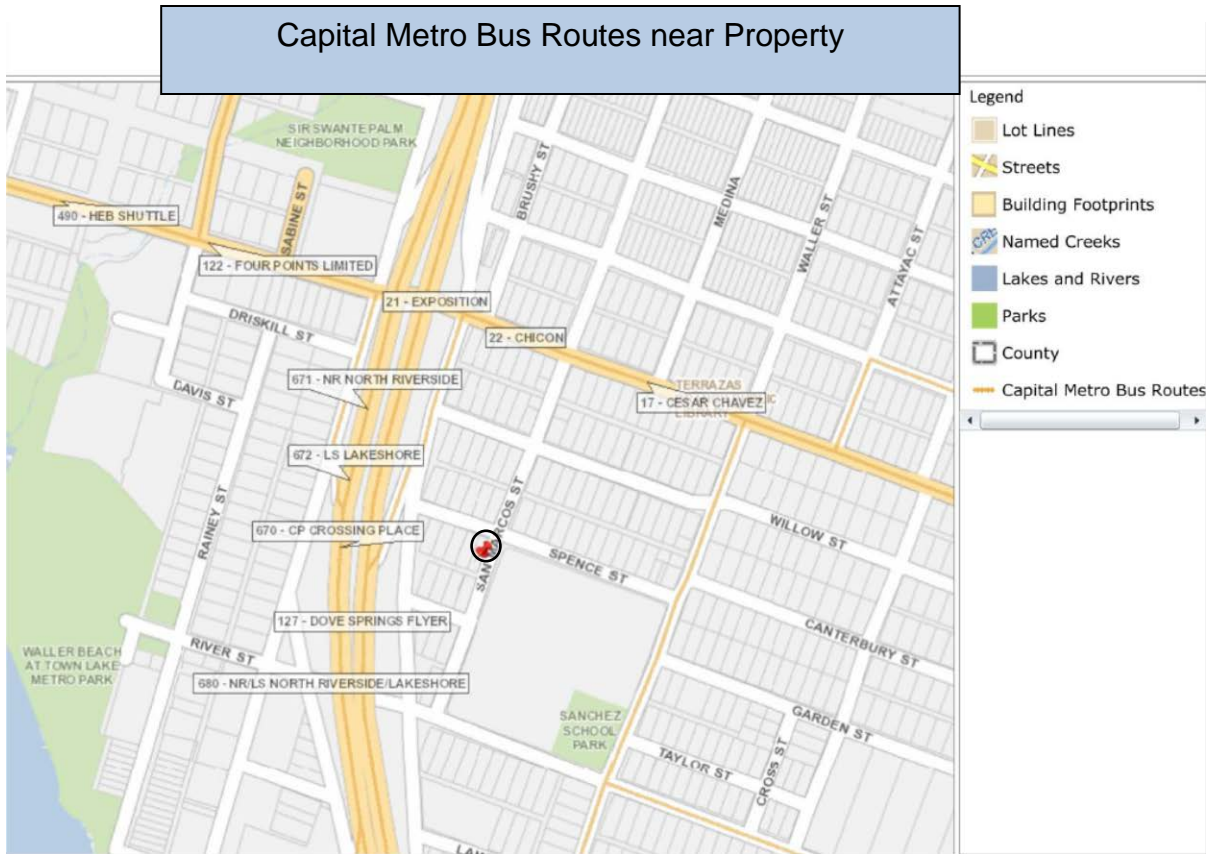 Capital Metro Bus Routes near Property
SIR SWANTE PALM
NEIGHBORHOOD PARK
490 - HEB SHUTTLE
SABINE ST
BRUSHY ST
MEDINA
WALLER ST
ATTAYAC ST
122 - FOUR POINTS LIMITED
21 - EXPOSITION
DRISKILL ST
22 - CHICON
671 - NR NORTH RIVERSIDE
TERRAZAS
17 - CESAR CHAVEZ
LIBRARY
DAVIS ST
672 - LS LAKESHORE
RAINEY ST
670 - CP CROSSING PLACE
SAN MARCOS ST
WILLOW ST
SPENCE ST
127 - DOVE SPRINGS FLYER
CANTERBURY ST
RIVER ST
WALLER BEACH
AT TOWN LAKE
METRO PARK
680 - NR/LS NORTH RIVERSIDE/LAKESHORE
SANCHEZ
SCHOOL
PARK
GARDEN ST
TAYLOR ST
CROSS ST
Legend
Lot Lines
Streets
Building Footprints
Named Creeks
Lakes and Rivers
Parks
County
Capital Metro Bus Routes